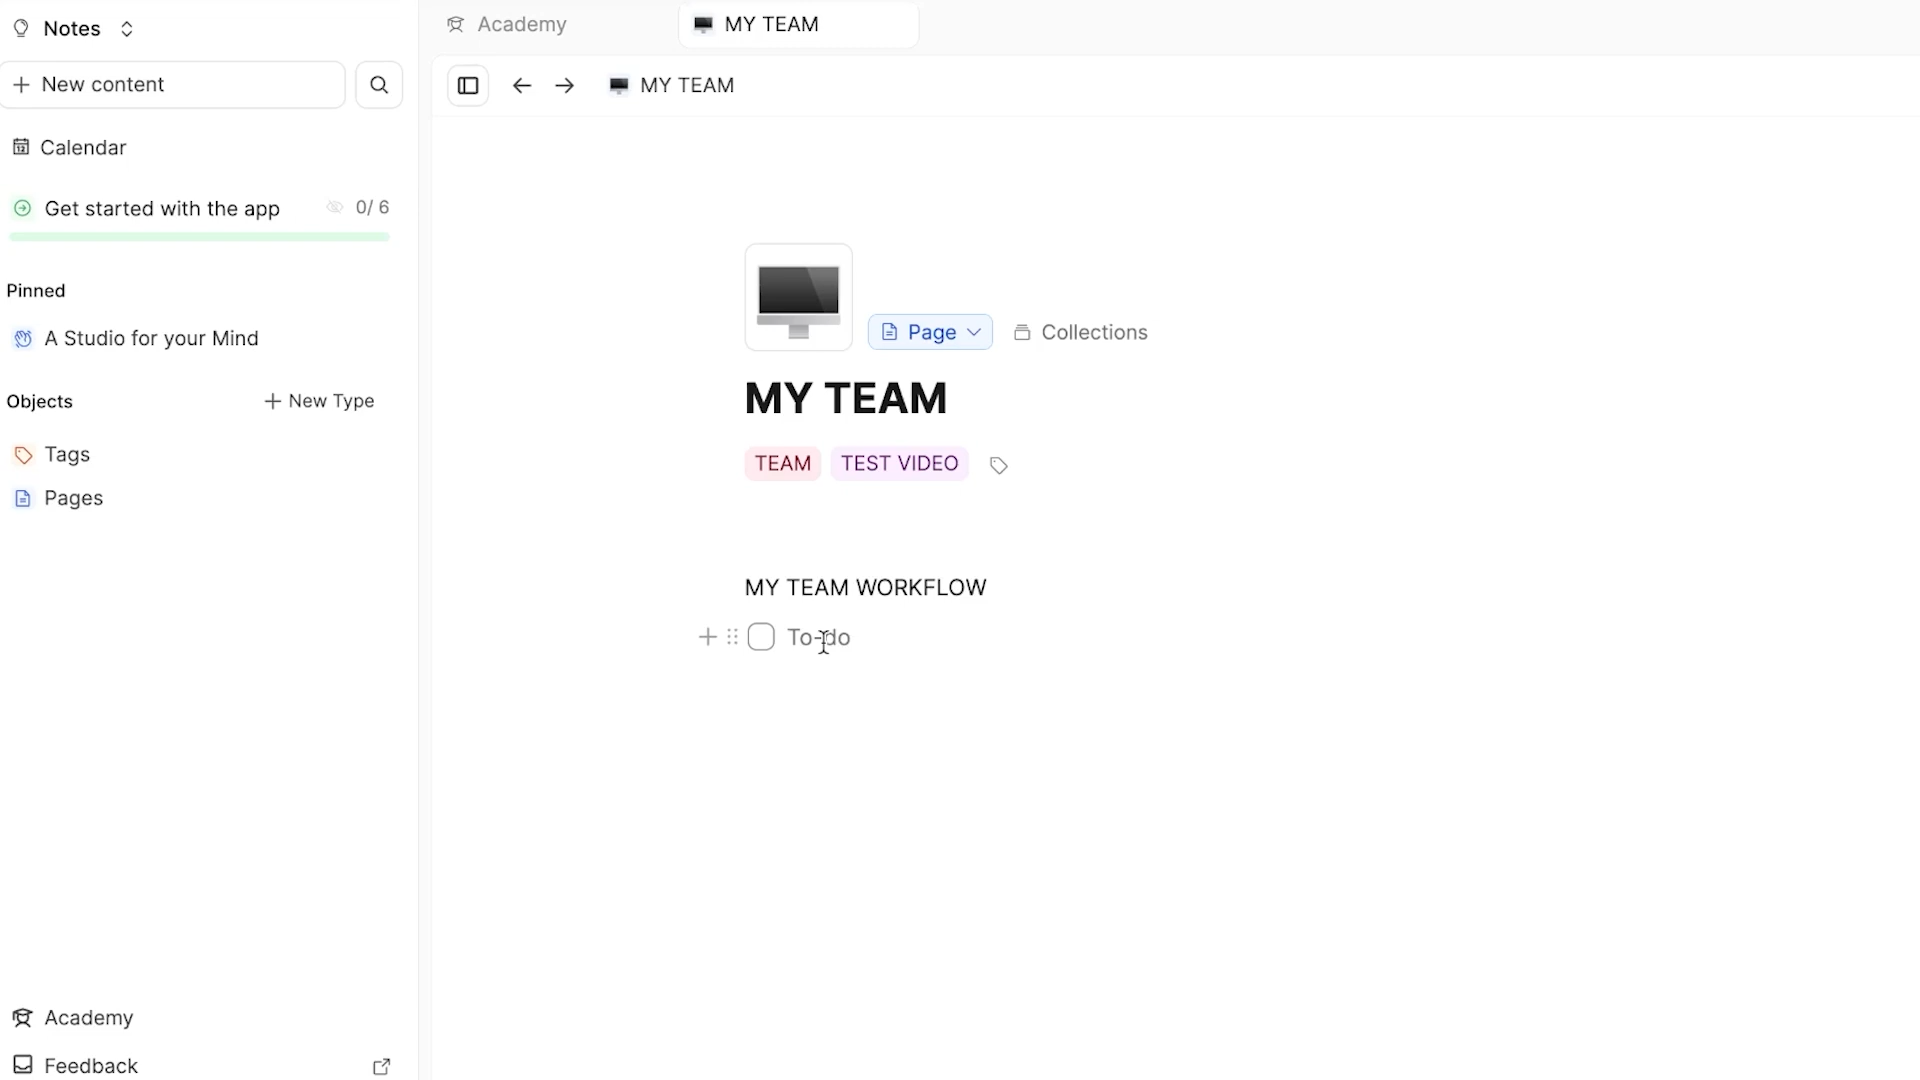 Notes
Academy
MY TEAM
New content
MY TEAM
Calendar
Get started with the app 0/ 6
Pinned
A Studio for your Mind
Page
Collections
Objects
New Type
MY TEAM
Tags
TEAM TEST VIDEO
Pages
MY TEAM WORKFLOW
To-do
Academy
Feedback